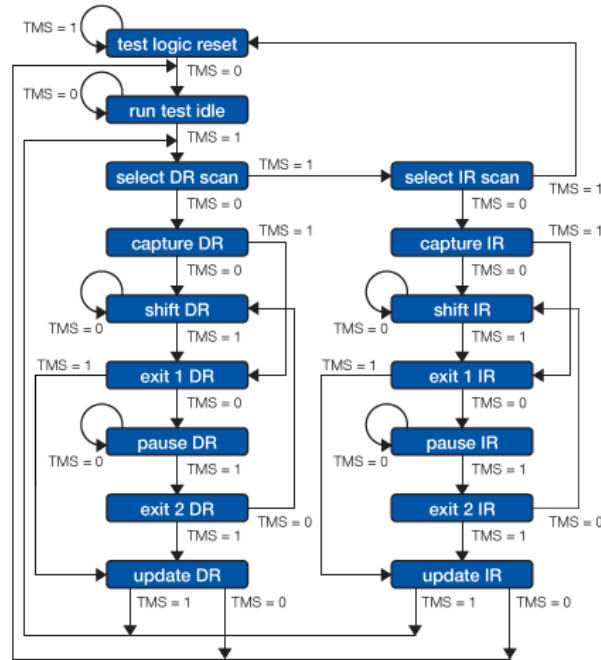 TMS = 1
test logic reset
TMS = 0
TMS = 0
run test idle
TMS = 1
select DR scan
TMS = 1
select IR scan
TMS = 1
TMS = 0
TMS = 0
capture DR
TMS = 1
capture IR
TMS = 1
TMS = 0
TMS = 0
shift DR
shift IR
TMS = 0
TMS = 1
TMS = 0
TMS = 1
TMS = 1
exit 1 DR
TMS = 1
exit 1 IR
TMS = 0
TMS = 0
pause DR
pause IR
TMS = 0
TMS = 1
TMS = 0
TMS = 1
exit 2 DR
TMS = 0
exit 2 IR
TMS = 0
TMS = 1
TMS = 1
update DR
update IR
TMS = 1
TMS = 0
TMS = 1
TMS = 0